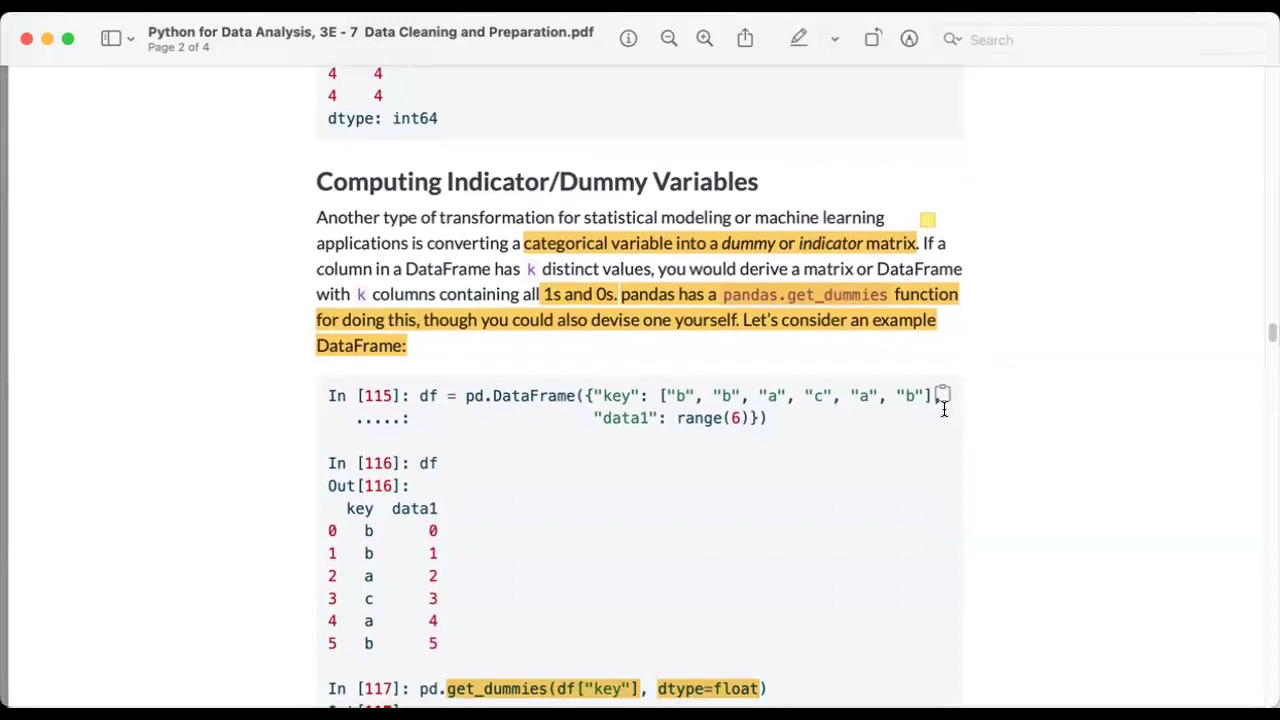 Python for Data Analysis, 3E - 7 Data Cleaning and Preparation.pdf
Page 2 of 4
Search
4 4
4 4
dtype: int64
Computing Indicator/Dummy Variables
Another type of transformation for statistical modeling or machine learning
applications is converting a categorical variable into a dummy or indicator matrix. If a
column in a DataFrame has k distinct values, you would derive a matrix or DataFrame
with k columns containing all 1s and 0s. pandas has a pandas.get_dummies function
for doing this, though you could also devise one yourself. Let’s consider an example
DataFrame:
In [115]: df = pd.DataFrame({"key": ["b", "b", "a", "c", "a", "b"],
.....: "data1": range(6)})
In [116]: df
Out[116]:
key data1
0 b 0
1 b 1
2 a 2
3 c 3
4 a 4
5 b 5
In [117]: pd.get_dummies(df["key"], dtype=float)